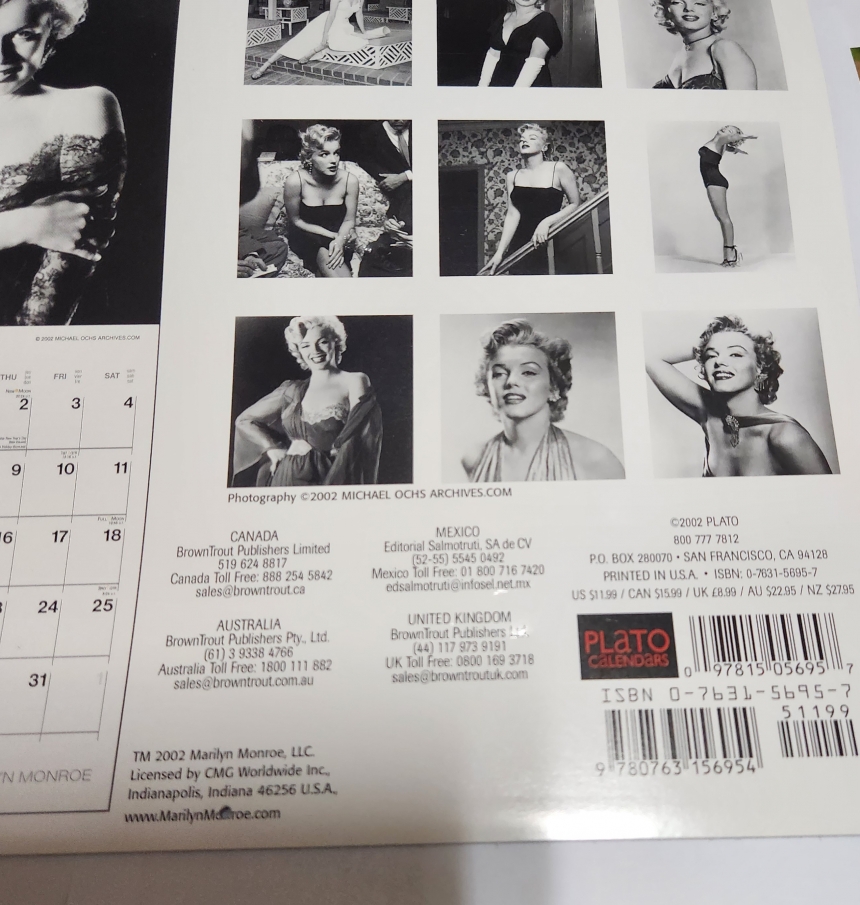 © 2002 MICHAEL OCHS ARCHIVES.COM
THU FRI SAT
2 3 4
9 10 11
16 17 18
24 25
31
N MONROE
Photography ©2002 MICHAEL OCHS ARCHIVES.COM
CANADA
BrownTrout Publishers Limited
519 624 8817
Canada Toll Free: 888 254 5842
sales@browntrout.ca
MEXICO
Editorial Salmotruti, SA de CV
(52-55) 5545 0492
Mexico Toll Free: 01 800 716 7420
edsalmotruti@infosel.net.mx
©2002 PLATO
800 777 7812
P.O. BOX 280070 • SAN FRANCISCO, CA 94128
PRINTED IN U.S.A. • ISBN: 0-7631-5695-7
US $11.99 / CAN $15.99 / UK £8.99 / AU $22.95 / NZ $27.95
AUSTRALIA
BrownTrout Publishers Pty., Ltd.
(61) 3 9338 4766
Australia Toll Free: 1800 111 882
sales@browntrout.com.au
UNITED KINGDOM
BrownTrout Publishers
(44) 117 973 9191
UK Toll Free: 0800 169 3718
sales@browntroutuk.com
PLATO
CALENDARS
0 97815 05695 7
ISBN 0-7631-5695-7
51199
9 780763 156954
TM 2002 Marilyn Monroe, LLC.
Licensed by CMG Worldwide Inc.,
Indianapolis, Indiana 46256 U.S.A.,
www.MarilynMonroe.com